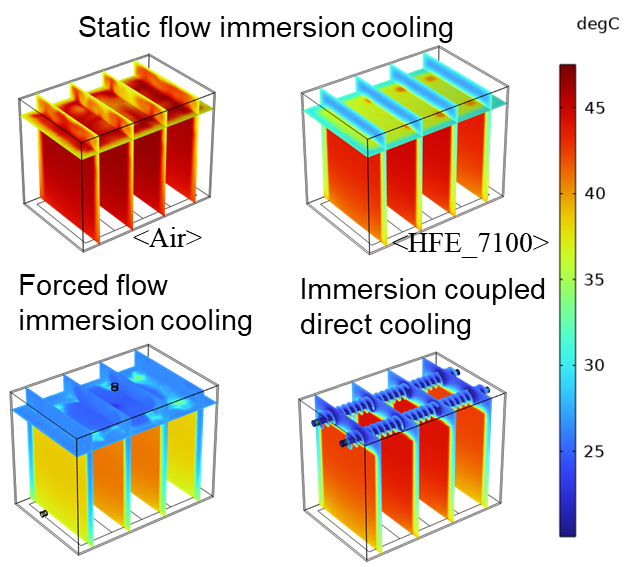 Static flow immersion cooling
degC
<Air>
<HFE_7100>
Forced flow
immersion cooling
Immersion coupled
direct cooling
45
40
35
30
25